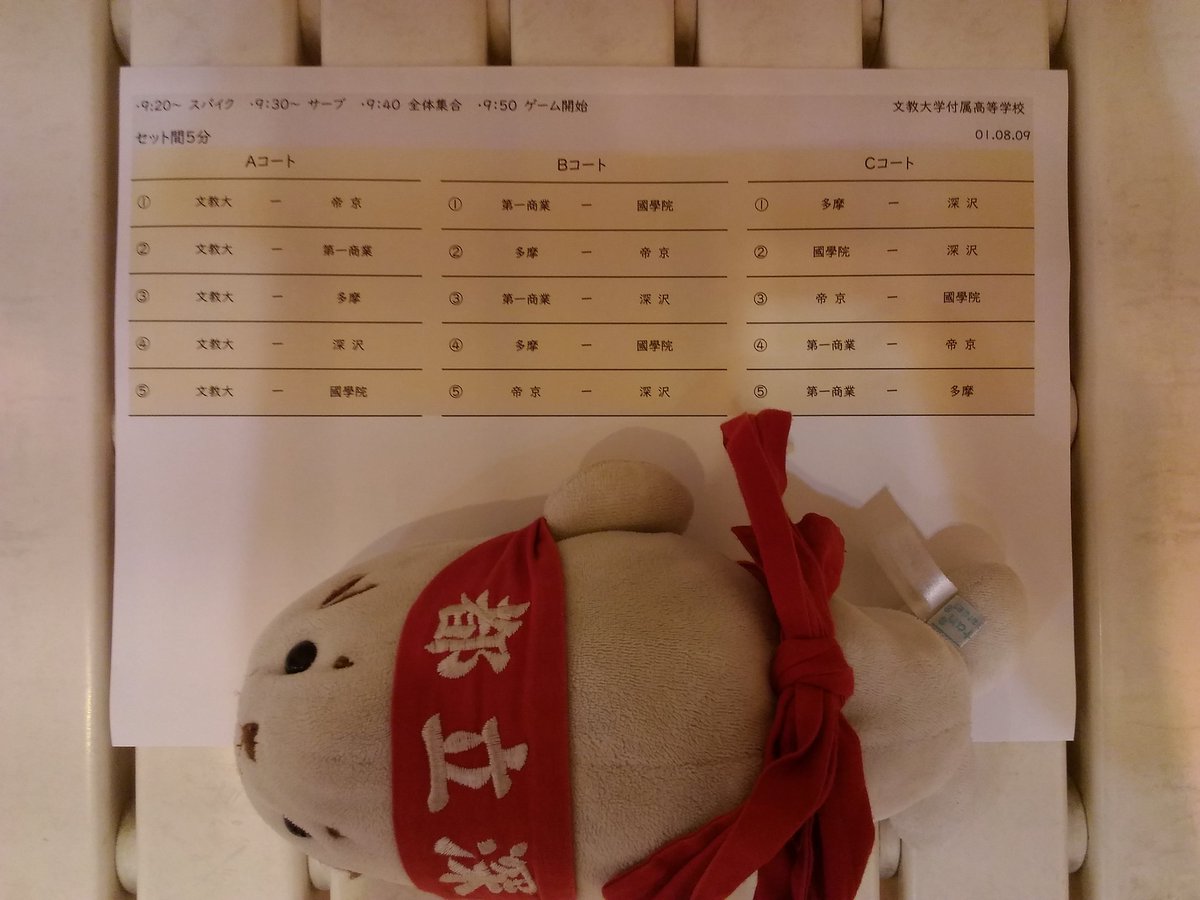 ·9:20～ スパイク ·9:30～ サーブ ·9:40 全体集合 ·9:50 ゲーム開始 文教大学付属高等学校
セット間5分 01.08.09
Aコート Bコート Cコート
① 文教大 ー 帝京 ① 第一商業 ー 國學院 ① 多摩 ー 深沢
② 文教大 ー 第一商業 ② 多摩 ー 帝京 ② 國學院 ー 深沢
③ 文教大 ー 多摩 ③ 第一商業 ー 深沢 ③ 帝京 ー 國學院
④ 文教大 ー 深沢 ④ 多摩 ー 國學院 ④ 第一商業 ー 帝京
⑤ 文教大 ー 國學院 ⑤ 帝京 ー 深沢 ⑤ 第一商業 ー 多摩
都立深